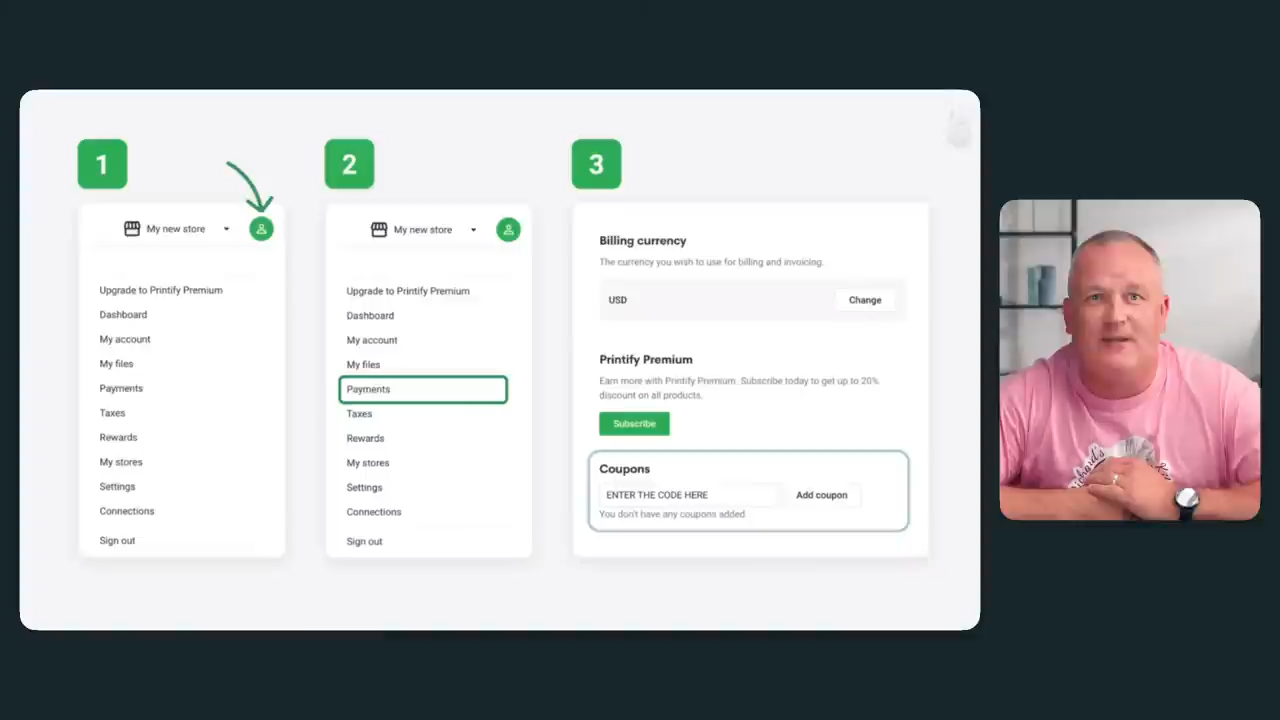 1
My new store
Upgrade to Printify Premium
Dashboard
My account
My files
Payments
Taxes
Rewards
My stores
Settings
Connections
Sign out
2
My new store
Upgrade to Printify Premium
Dashboard
My account
My files
Payments
Taxes
Rewards
My stores
Settings
Connections
Sign out
3
Billing currency
The currency you wish to use for billing and invoicing.
USD
Change
Printify Premium
Earn more with Printify Premium. Subscribe today to get up to 20%
discount on all products.
Subscribe
Coupons
ENTER THE CODE HERE
Add coupon
You don't have any coupons added